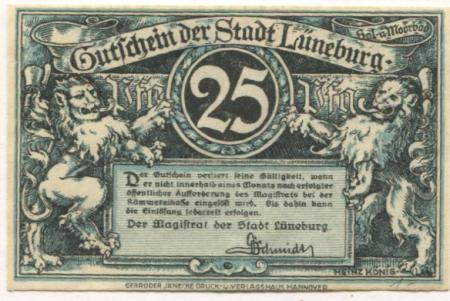 Sol-u-Moorbad
Gutschein der Stadt Lüneburg.
Pfg 25 Pfg
Der Gutschein verliert seine Gültigkeit, wenn
er nicht innerhalb eines Monats nach erfolgter
öffentlicher Aufforderung des Magistrats bei der
Kämmereikasse eingelöst wird. Bis dahin kann
die Einlösung jederzeit erfolgen.
Der Magistrat der Stadt Lüneburg
Schmidt
HEINZ KÖNIG
GEBRÜDER JÄNECKE DRUCK-U.VERLAGSHAUS HANNOVER